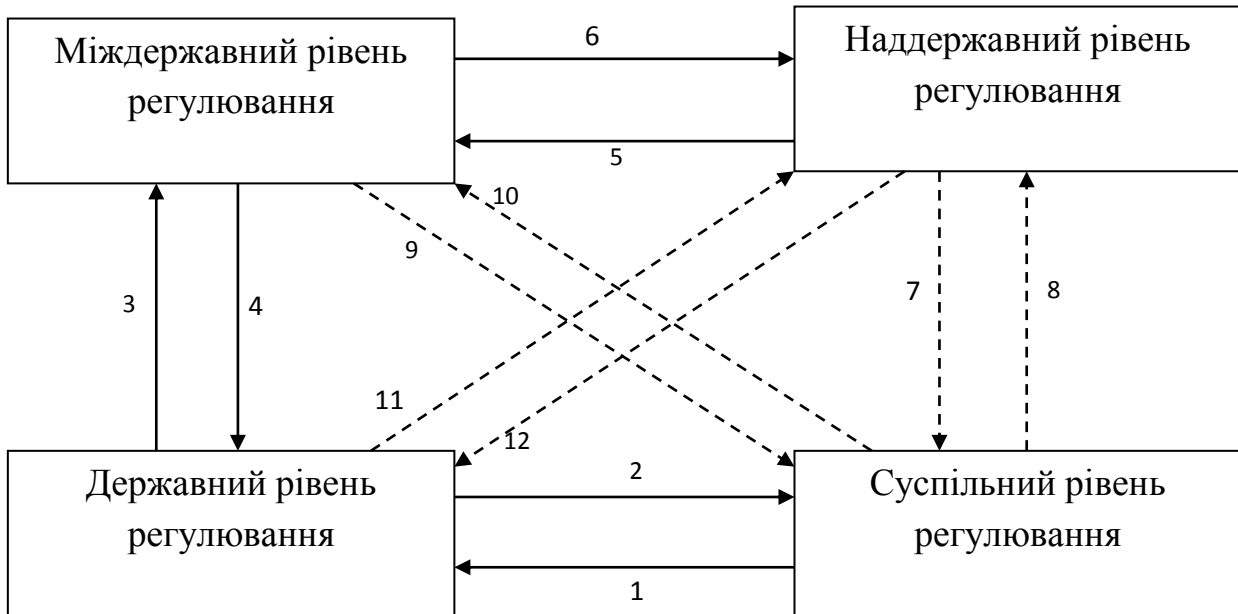 Міждержавний рівень
регулювання
6
Наддержавний рівень
регулювання
5
10
9
3
4
7
8
11
12
Державний рівень
регулювання
2
Суспільний рівень
регулювання
1